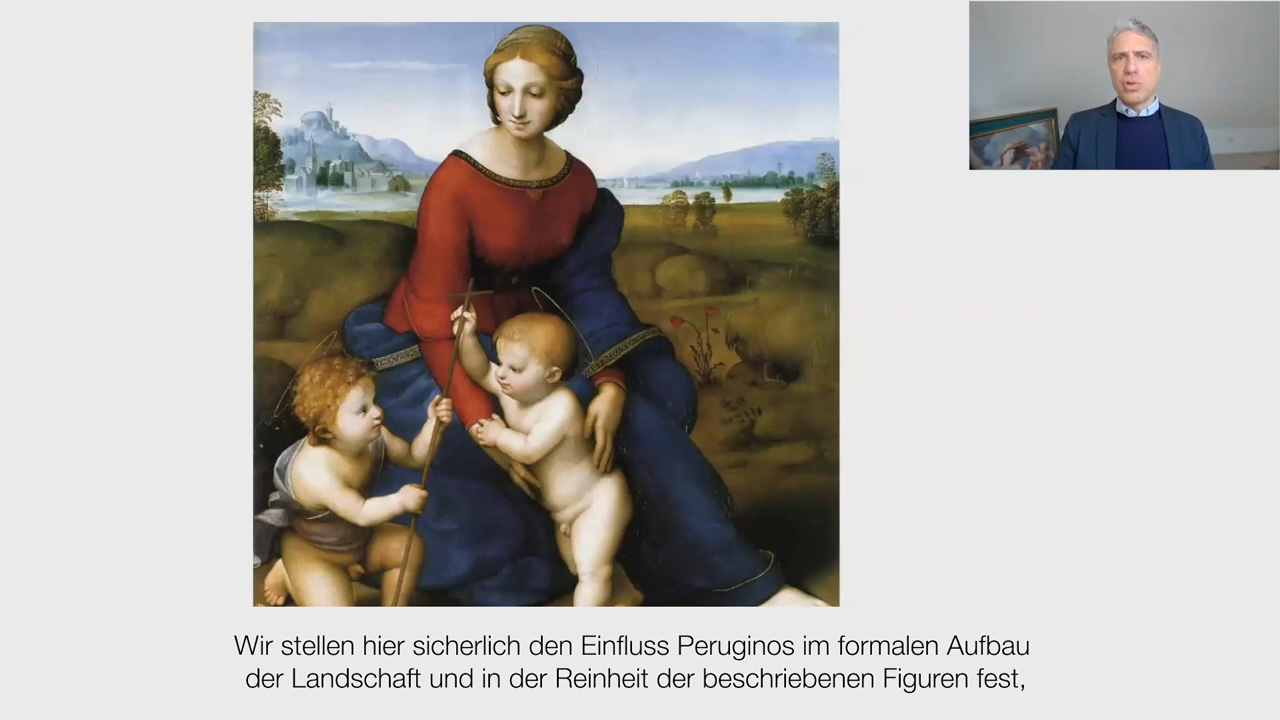 Wir stellen hier sicherlich den Einfluss Peruginos im formalen Aufbau
der Landschaft und in der Reinheit der beschriebenen Figuren fest,